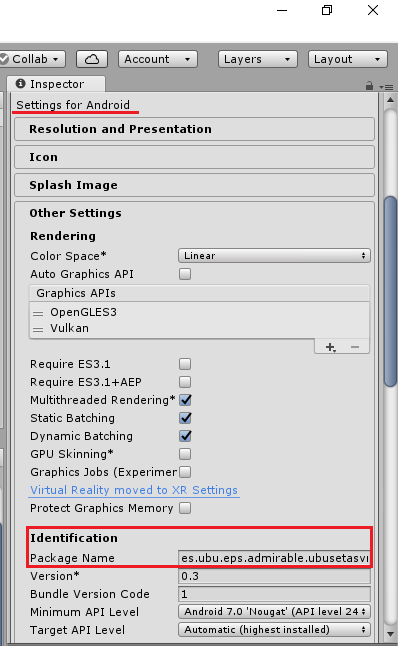 Collab Account Layers Layout
Inspector
Settings for Android
Resolution and Presentation
Icon
Splash Image
Other Settings
Rendering
Color Space* Linear
Auto Graphics API
Graphics APIs
OpenGLES3
Vulkan
Require ES3.1
Require ES3.1+AEP
Multithreaded Rendering*
Static Batching
Dynamic Batching
GPU Skinning*
Graphics Jobs (Experimen
Virtual Reality moved to XR Settings
Protect Graphics Memory
Identification
Package Name es.ubu.eps.admirable.ubusetasvr
Version* 0.3
Bundle Version Code 1
Minimum API Level Android 7.0 'Nougat' (API level 24
Target API Level Automatic (highest installed)